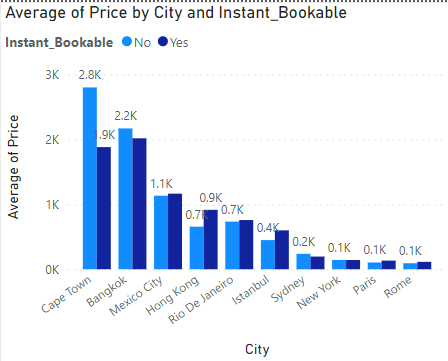 Average of Price by City and Instant_Bookable
Instant_Bookable No Yes
3K
2K
1K
0K
Average of Price
2.8K
1.9K
2.2K
1.1K
0.7K
0.9K
0.7K
0.4K
0.2K
0.1K
0.1K
0.1K
Cape Town
Bangkok
Mexico City
Hong Kong
Rio De Janeiro
Istanbul
Sydney
New York
Paris
Rome
City